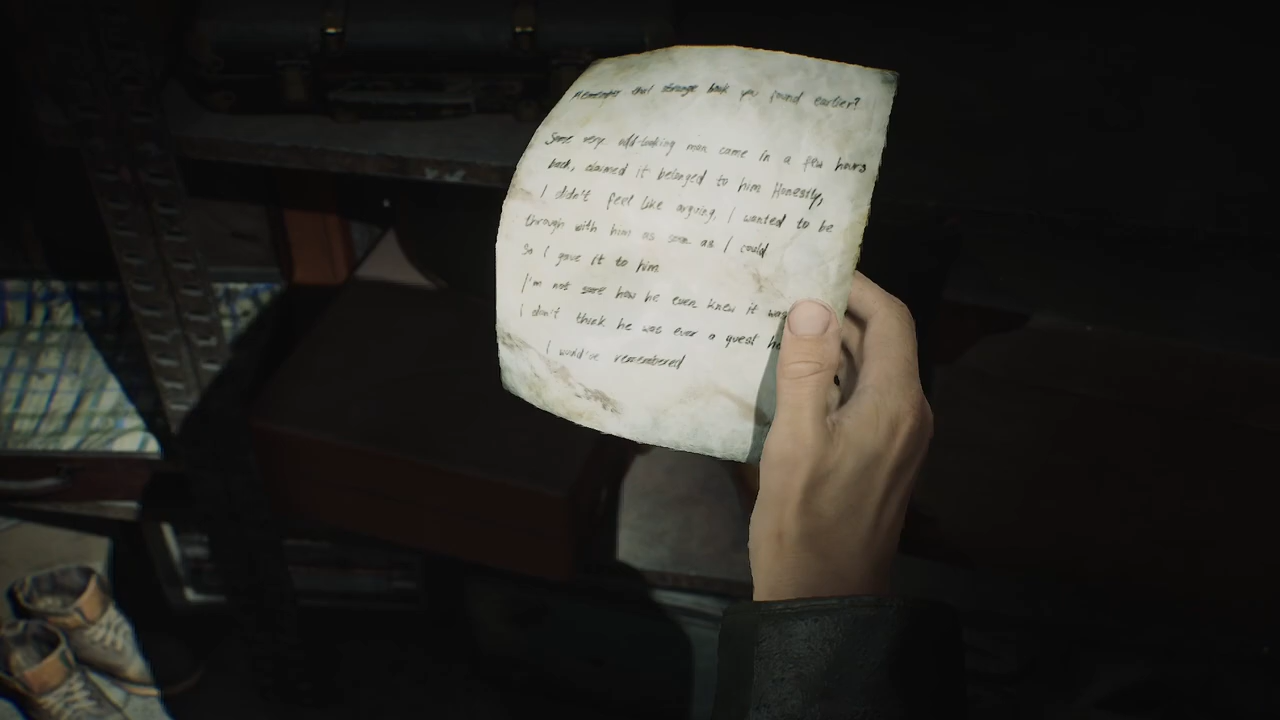 Remember that strange book you found earlier?
Some very odd-looking man came in a few hours
back, claimed it belonged to him Honestly,
I didn't feel like arguing, I wanted to be
through with him as soon as I could
So I gave it to him
I'm not sure how he even knew it was
I don't think he was ever a guest
I would've remembered